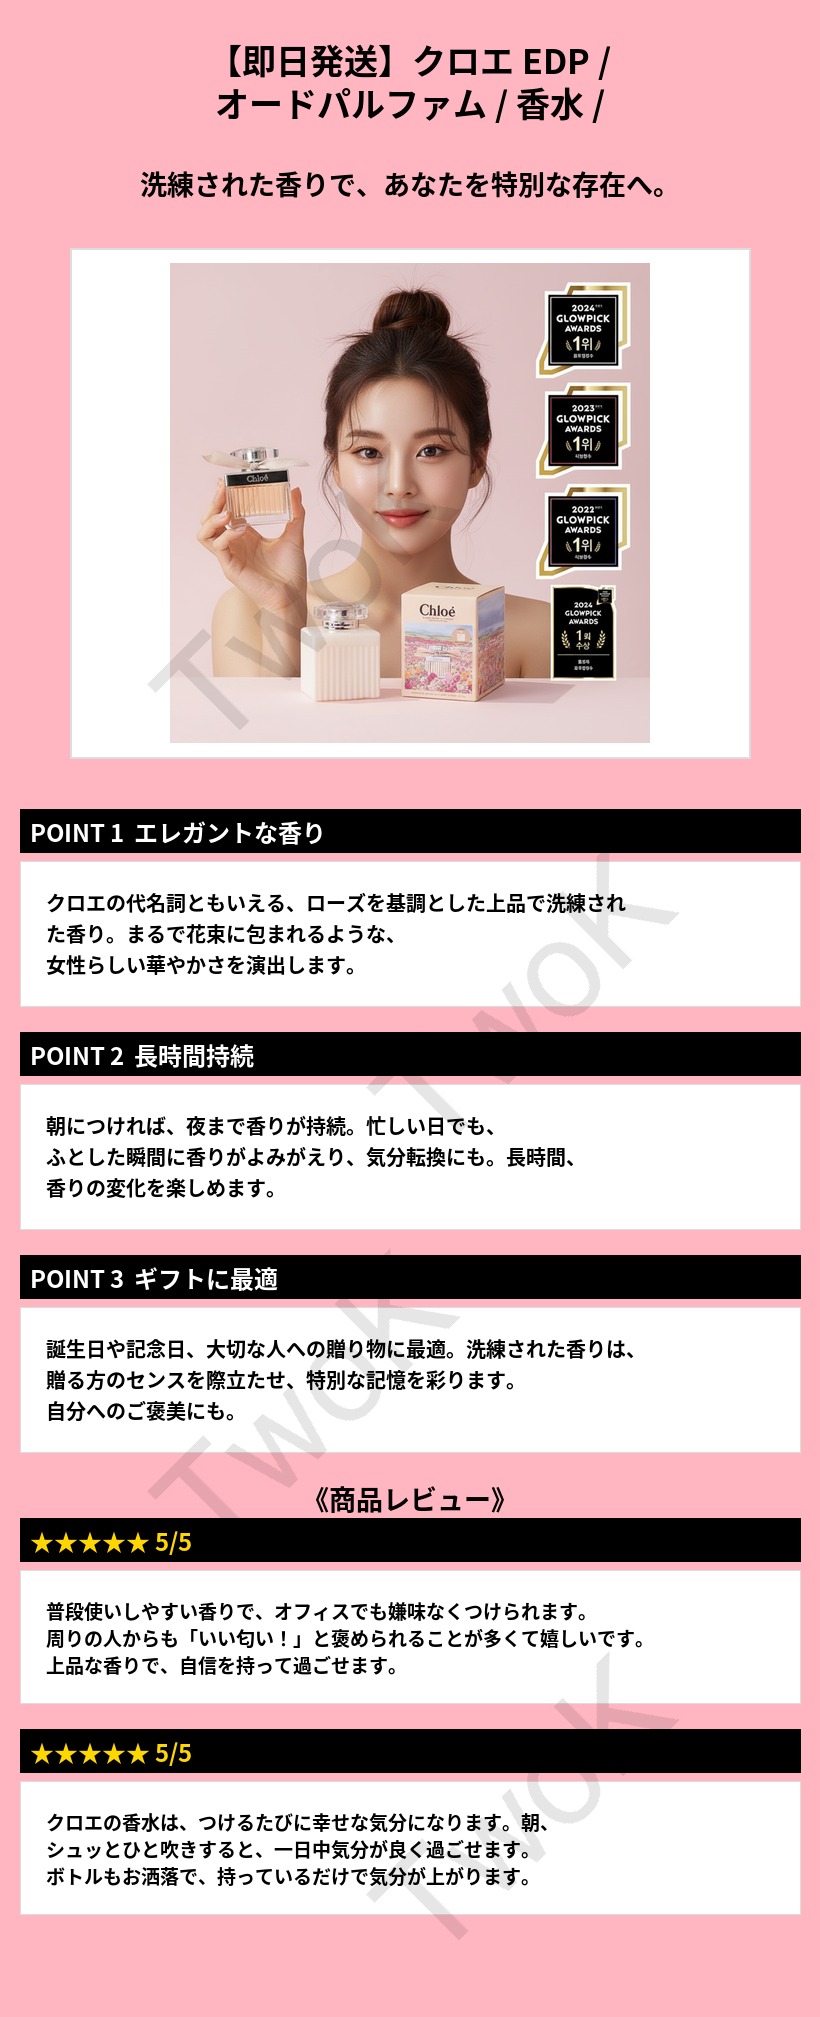 【即日発送】クロエ EDP /
オードパルファム / 香水 /
洗練された香りで、あなたを特別な存在へ。
2024
GLOWPICK
AWARDS
1위
2023
GLOWPICK
AWARDS
1위
2022
GLOWPICK
AWARDS
1위
2024
GLOWPICK
AWARDS
1위
수상
Chloé
Chloé
TwoK
POINT 1 エレガントな香り
クロエの代名詞ともいえる、ローズを基調とした上品で洗練され
た香り。まるで花束に包まれるような、
女性らしい華やかさを演出します。
TwoK
POINT 2 長時間持続
朝につければ、夜まで香りが持続。忙しい日でも、
ふとした瞬間に香りがよみがえり、気分転換にも。長時間、
香りの変化を楽しめます。
POINT 3 ギフトに最適
誕生日や記念日、大切な人への贈り物に最適。洗練された香りは、
贈る方のセンスを際立たせ、特別な記憶を彩ります。
自分へのご褒美にも。
TwoK
《商品レビュー》
★★★★★ 5/5
普段使いしやすい香りで、オフィスでも嫌味なくつけられます。
周りの人からも「いい匂い！」と褒められることが多くて嬉しいです。
上品な香りで、自信を持って過ごせます。
TwoK
★★★★★ 5/5
クロエの香水は、つけるたびに幸せな気分になります。朝、
シュッとひと吹きすると、一日中気分が良く過ごせます。
ボトルもお洒落で、持っているだけで気分が上がります。